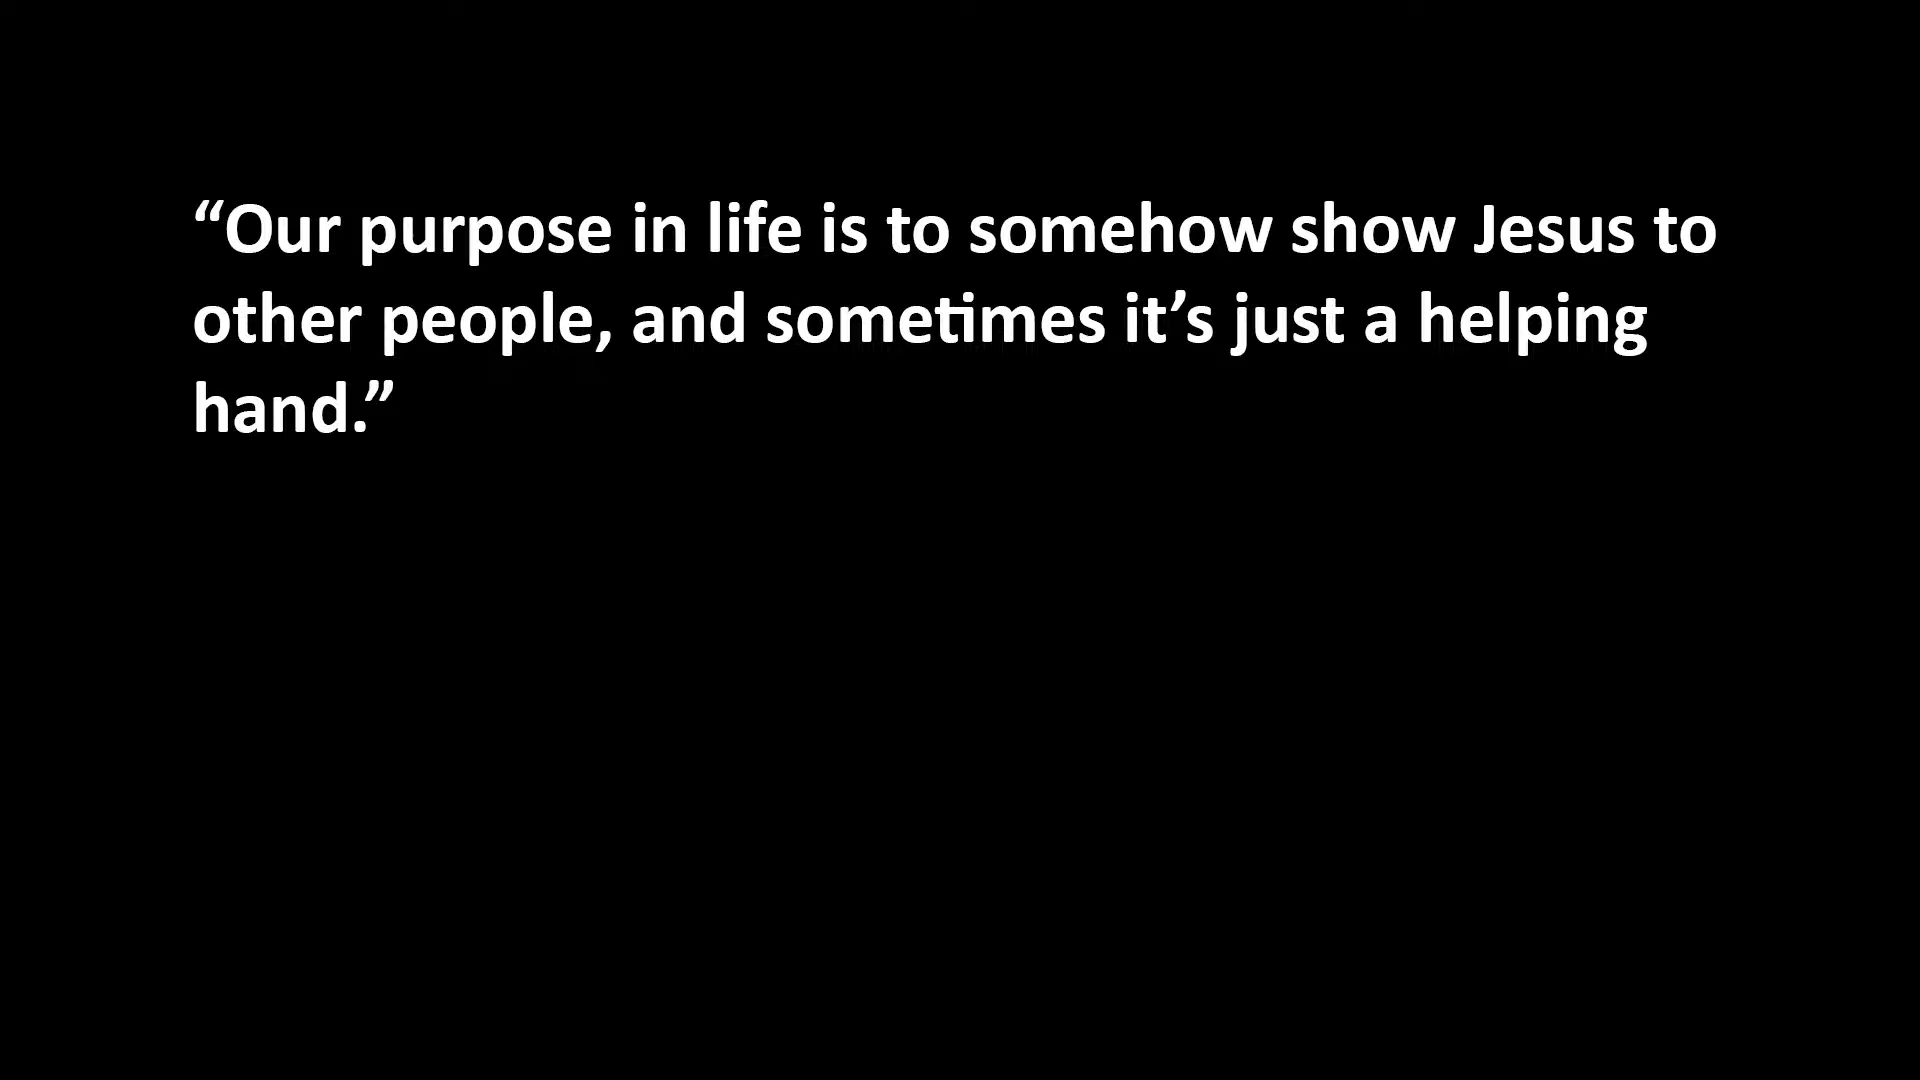 “Our purpose in life is to somehow show Jesus to
other people, and sometimes it’s just a helping
hand.”